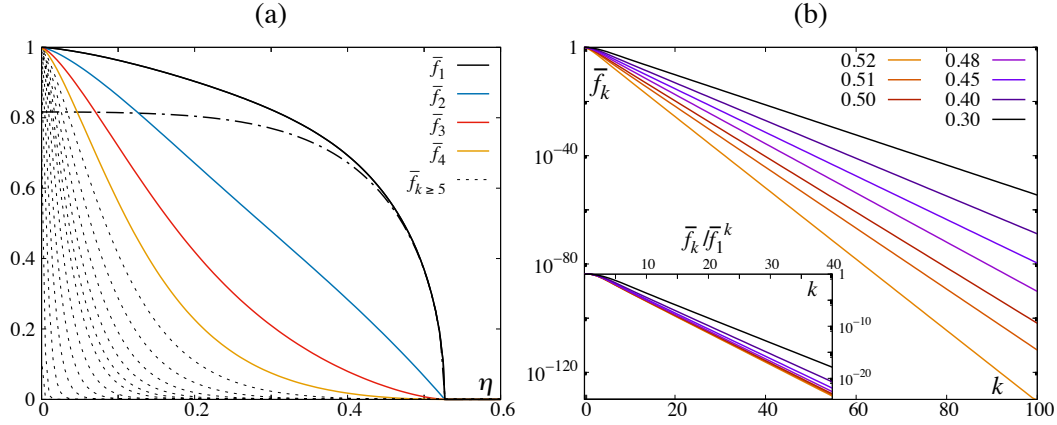 (a)
1
0.8
0.6
0.4
0.2
0
0
0.2
0.4
0.6
η
f̄₁
f̄₂
f̄₃
f̄₄
f̄ₖ ≥ ₅
(b)
1
10⁻⁴⁰
10⁻⁸⁰
10⁻¹²⁰
f̄ₖ
0.52 0.48
0.51 0.45
0.50 0.40
0.30
f̄ₖ/f̄₁ᵏ
10 20 30 40
1
k
10⁻¹⁰
10⁻²⁰
k
0 20 40 60 80 100